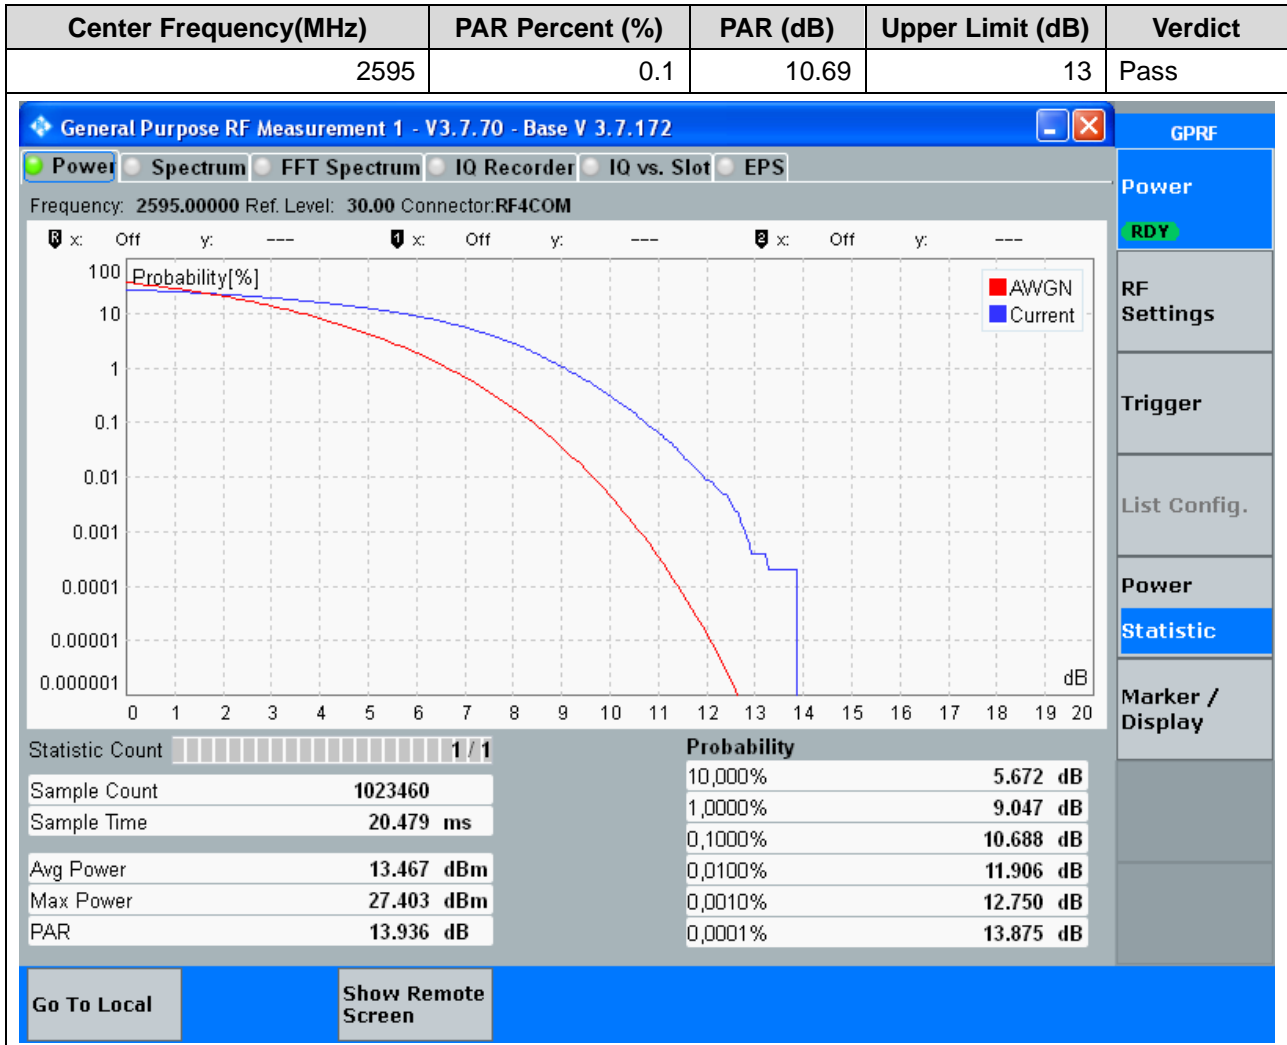 Center Frequency(MHz) PAR Percent (%) PAR (dB) Upper Limit (dB) Verdict
2595 0.1 10.69 13 Pass
General Purpose RF Measurement 1 - V3.7.70 - Base V 3.7.172
GPRF
Power Spectrum FFT Spectrum IQ Recorder IQ vs. Slot EPS
Frequency: 2595.00000 Ref. Level: 30.00 Connector:RF4COM
R x: Off y: --- 1 x: Off y: --- 2 x: Off y: ---
Probability[%]
100
10
1
0.1
0.01
0.001
0.0001
0.00001
0.000001
AWGN
Current
dB
0 1 2 3 4 5 6 7 8 9 10 11 12 13 14 15 16 17 18 19 20
Power
RDY
RF
Settings
Trigger
List Config.
Power
Statistic
Marker /
Display
Statistic Count 1 / 1
Sample Count 1023460
Sample Time 20.479 ms
Avg Power 13.467 dBm
Max Power 27.403 dBm
PAR 13.936 dB
Probability
10,000% 5.672 dB
1,0000% 9.047 dB
0,1000% 10.688 dB
0,0100% 11.906 dB
0,0010% 12.750 dB
0,0001% 13.875 dB
Go To Local
Show Remote
Screen